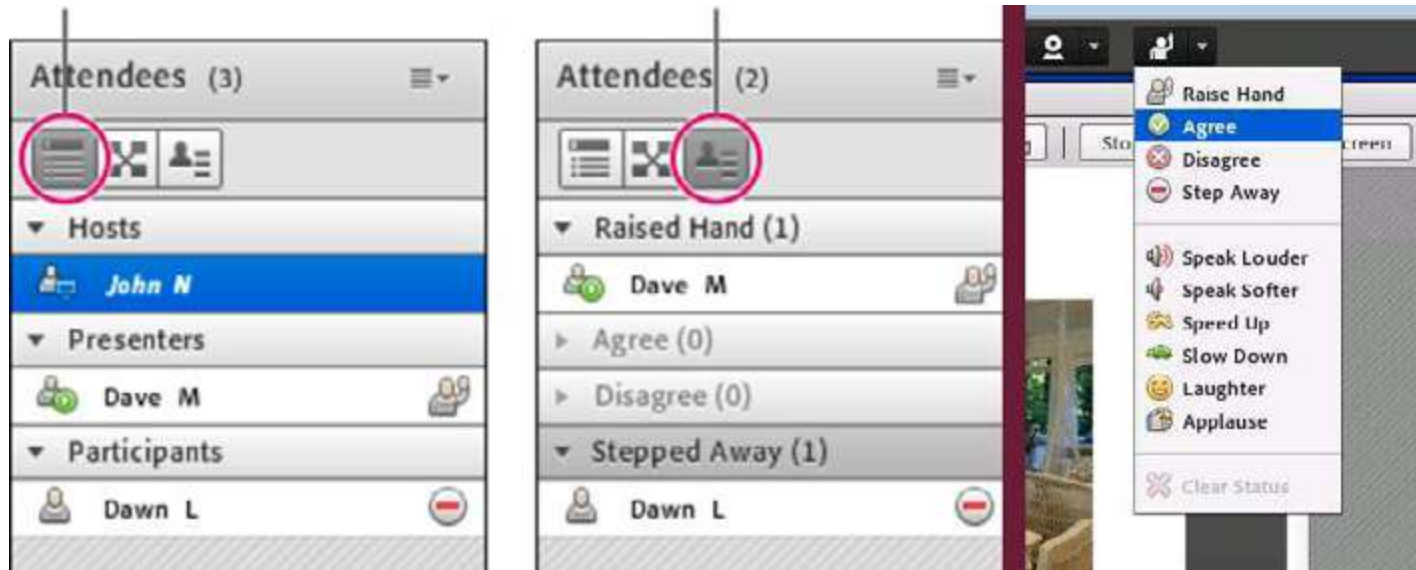 Attendees (3)
Hosts
John N
Presenters
Dave M
Participants
Dawn L
Attendees (2)
Raised Hand (1)
Dave M
Agree (0)
Disagree (0)
Stepped Away (1)
Dawn L
Raise Hand
Agree
Disagree
Step Away
Speak Louder
Speak Softer
Speed Up
Slow Down
Laughter
Applause
Clear Status